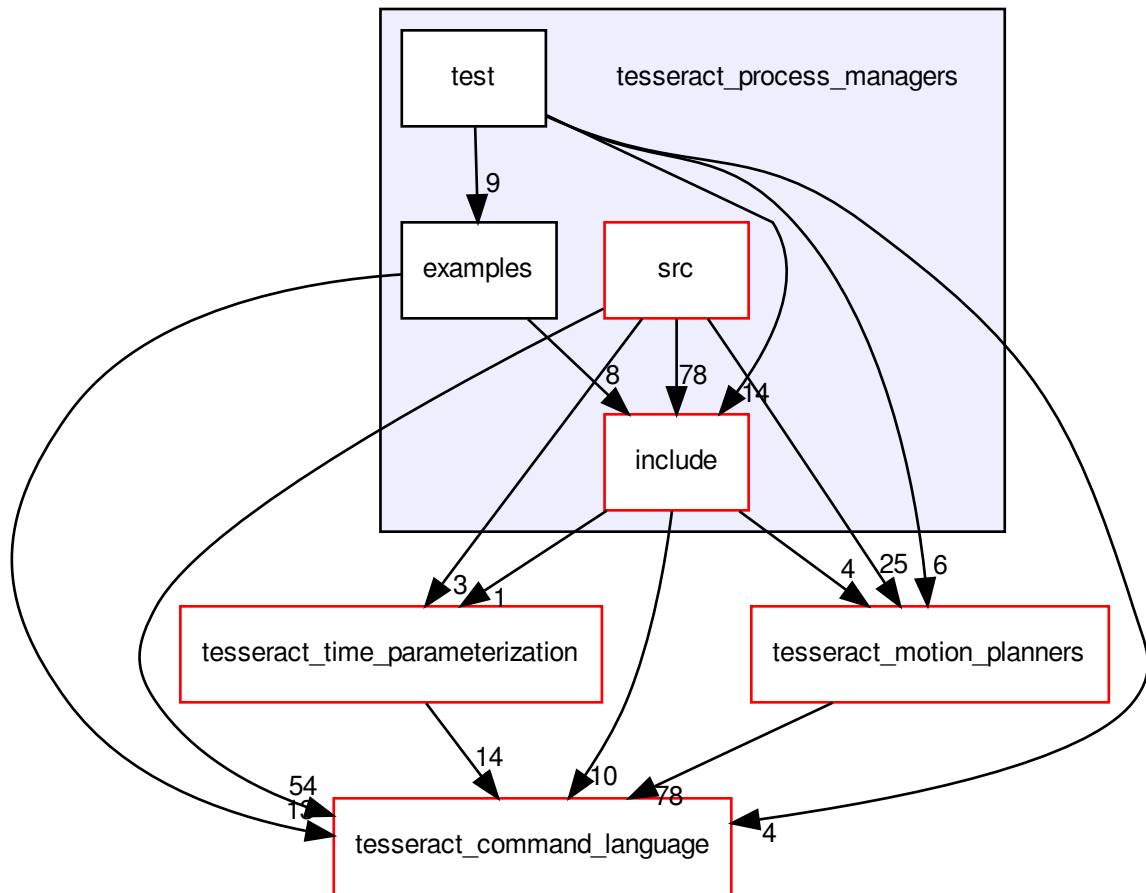 test
tesseract_process_managers
9
examples
src
8
78
14
include
3
1
4
25
6
tesseract_time_parameterization
tesseract_motion_planners
14
10
78
54
4
tesseract_command_language